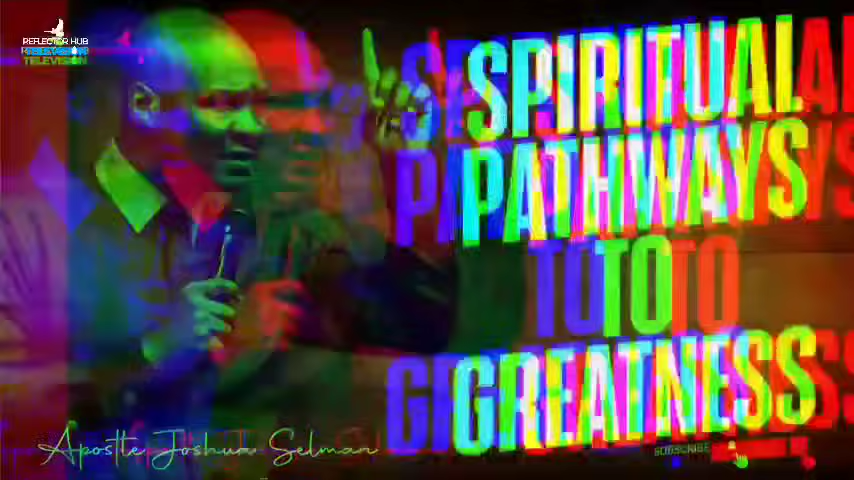 REFLECTOR HUB
TELEVISION
SPIRITUAL
PATHWAYS
TO
GREATNESS
Apostle Joshua Selman
SUBSCRIBE